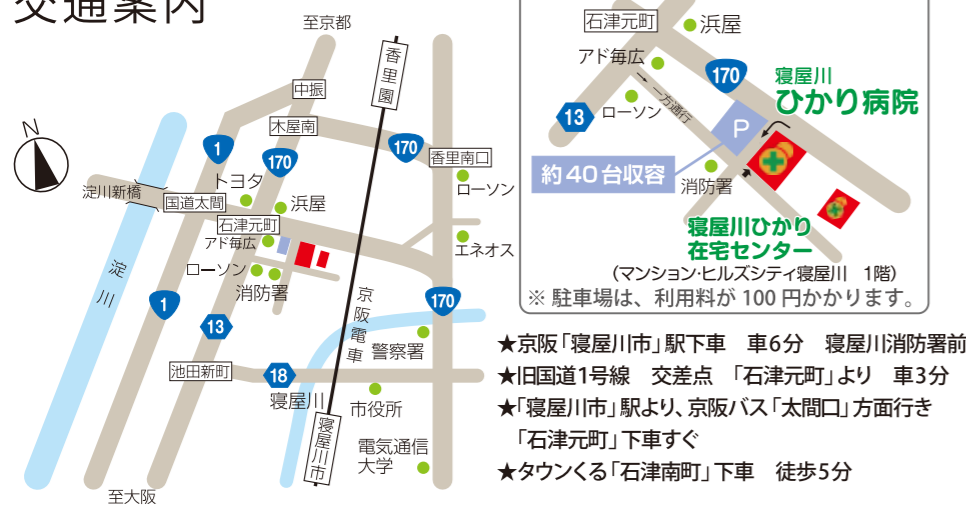 交通案内
至京都
香里園
中振
木屋南
N
1
170
170
香里南口
トヨタ
ローソン
淀川新橋
国道太間
浜屋
石津元町
アド毎広
エネオス
ローソン
消防署
淀川
1
13
京阪電車
170
警察署
池田新町
18
寝屋川
市役所
寝屋川市
電気通信
大学
至大阪
石津元町
浜屋
アド毎広
170
寝屋川
ひかり病院
一方通行
13
ローソン
P
約40台収容
消防署
寝屋川ひかり
在宅センター
(マンション・ヒルズシティ寝屋川 1階)
※ 駐車場は、利用料が 100 円かかります。
★京阪「寝屋川市」駅下車 車6分 寝屋川消防署前
★旧国道1号線 交差点 「石津元町」より 車3分
★「寝屋川市」駅より、京阪バス「太間口」方面行き
「石津元町」下車すぐ
★タウンくる「石津南町」下車 徒歩5分